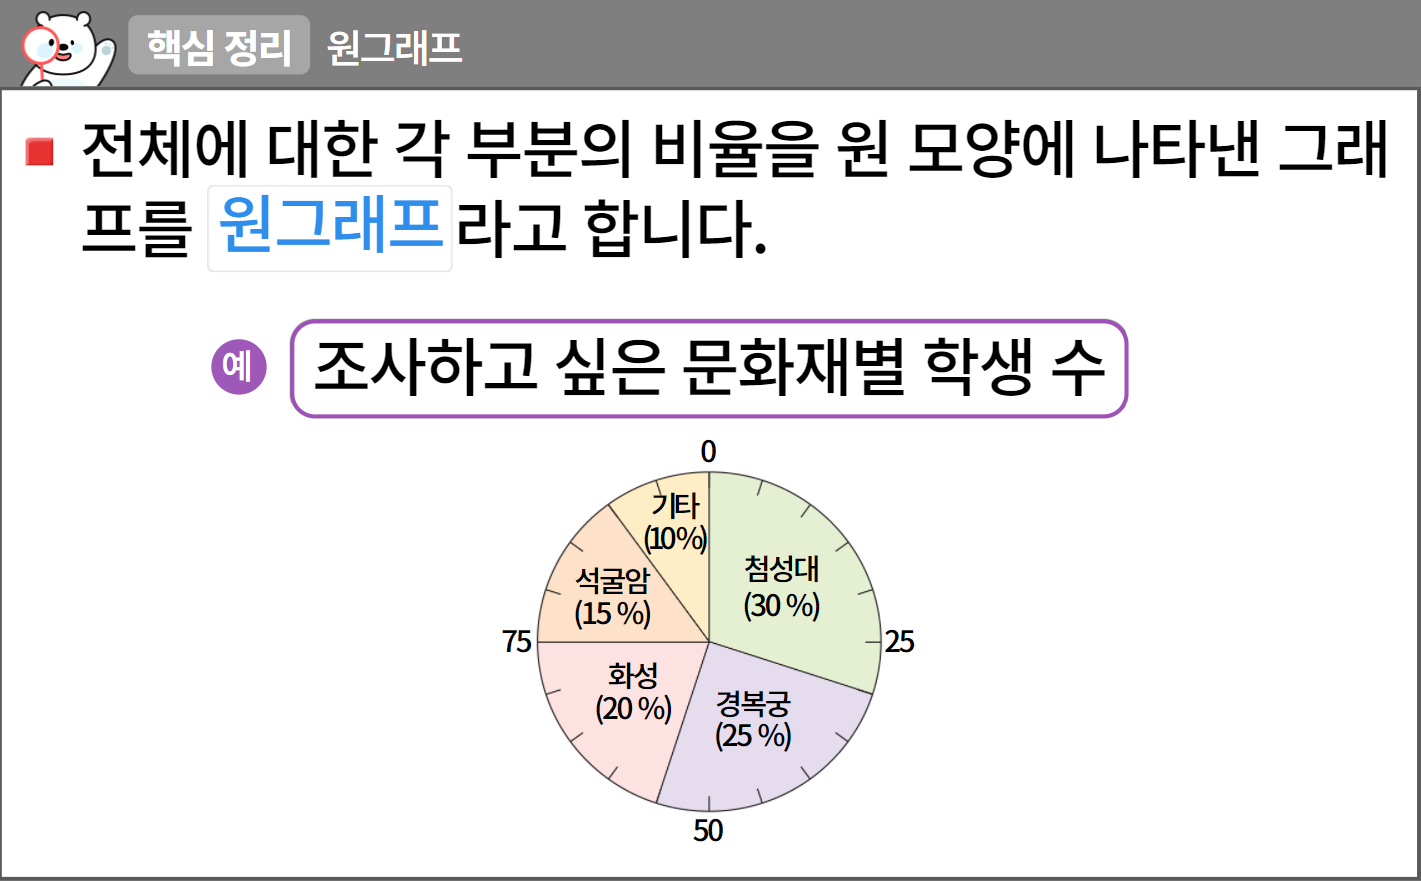 핵심 정리 원그래프
전체에 대한 각 부분의 비율을 원 모양에 나타낸 그래
프를 원그래프라고 합니다.
예 조사하고 싶은 문화재별 학생 수
0
기타
(10%)
첨성대
(30 %)
석굴암
(15 %)
75
25
화성
(20 %)
경복궁
(25 %)
50